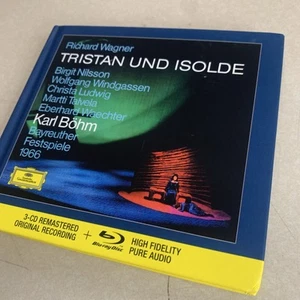 Richard Wagner
TRISTAN UND ISOLDE
Birgit Nilsson
Wolfgang Windgassen
Christa Ludwig
Martti Talvela
Eberhard Waechter
Karl Böhm
Bayreuther
Festspiele
1966
3-CD REMASTERED
ORIGINAL RECORDING
+
Blu-ray Disc
HIGH FIDELITY
PURE AUDIO